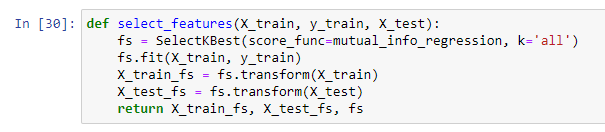 In [30]: def select_features(X_train, y_train, X_test):
    fs = SelectKBest(score_func=mutual_info_regression, k='all')
    fs.fit(X_train, y_train)
    X_train_fs = fs.transform(X_train)
    X_test_fs = fs.transform(X_test)
    return X_train_fs, X_test_fs, fs